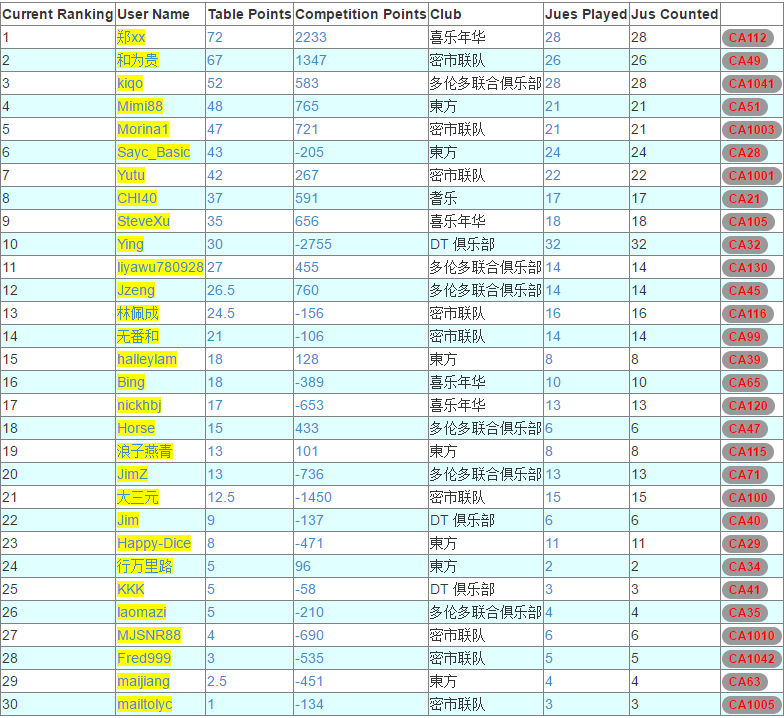 Current Ranking User Name Table Points Competition Points Club Jues Played Jus Counted
1 郑xx 72 2233 喜乐年华 28 28 CA112
2 和为贵 67 1347 密市联队 26 26 CA49
3 kiqo 52 583 多伦多联合俱乐部 28 28 CA1041
4 Mimi88 48 765 東方 21 21 CA51
5 Morina1 47 721 密市联队 21 21 CA1003
6 Sayc_Basic 43 -205 東方 24 24 CA28
7 Yutu 42 267 密市联队 22 22 CA1001
8 CHI40 37 591 耆乐 17 17 CA21
9 SteveXu 35 656 喜乐年华 18 18 CA105
10 Ying 30 -2755 DT 俱乐部 32 32 CA32
11 liyawu780928 27 455 多伦多联合俱乐部 14 14 CA130
12 Jzeng 26.5 760 多伦多联合俱乐部 14 14 CA45
13 林佩成 24.5 -156 密市联队 16 16 CA116
14 无番和 21 -106 密市联队 14 14 CA99
15 halleylam 18 128 東方 8 8 CA39
16 Bing 18 -389 喜乐年华 10 10 CA65
17 nickhbj 17 -653 喜乐年华 13 13 CA120
18 Horse 15 433 多伦多联合俱乐部 6 6 CA47
19 浪子燕青 13 101 東方 8 8 CA115
20 JimZ 13 -736 多伦多联合俱乐部 13 13 CA71
21 大三元 12.5 -1450 密市联队 15 15 CA100
22 Jim 9 -137 DT 俱乐部 6 6 CA40
23 Happy-Dice 8 -471 東方 11 11 CA29
24 行万里路 5 96 東方 2 2 CA34
25 KKK 5 -58 DT 俱乐部 3 3 CA41
26 laomazi 5 -210 多伦多联合俱乐部 4 4 CA35
27 MJSNR88 4 -690 密市联队 6 6 CA1010
28 Fred999 3 -535 密市联队 5 5 CA1042
29 maijiang 2.5 -451 東方 4 4 CA63
30 mailtolyc 1 -134 密市联队 3 3 CA1005